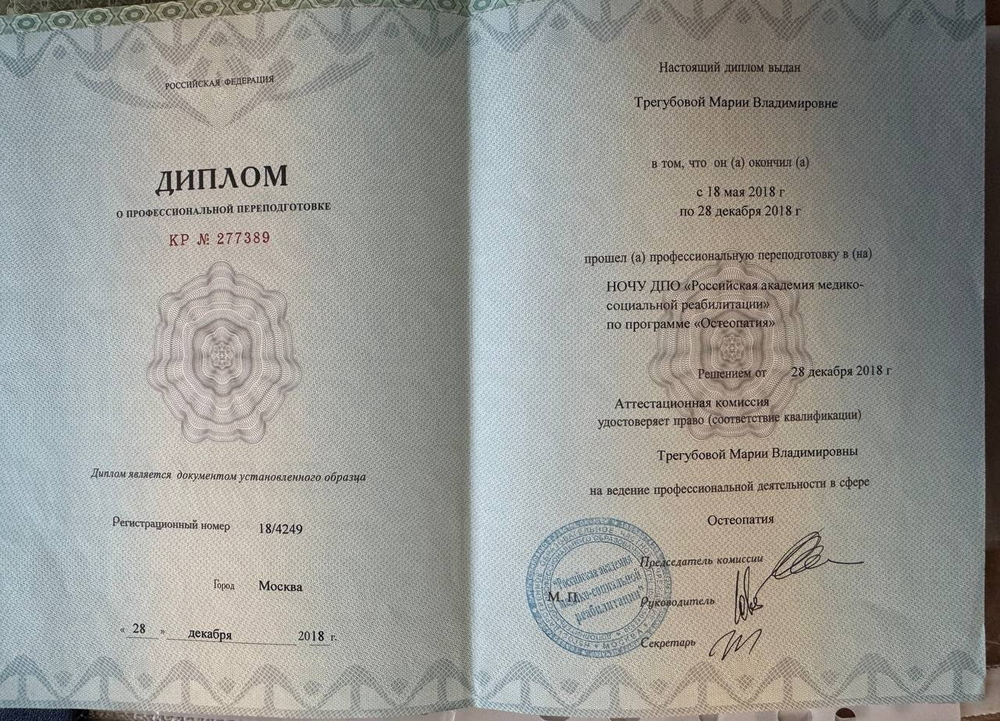 РОССИЙСКАЯ ФЕДЕРАЦИЯ
ДИПЛОМ
О ПРОФЕССИОНАЛЬНОЙ ПЕРЕПОДГОТОВКЕ
КР № 277389
Диплом является документом установленного образца
Регистрационный номер 18/4249
Город Москва
« 28 » декабря 2018 г.
Настоящий диплом выдан
Трегубовой Марии Владимировне
в том, что он (а) окончил (а)
с 18 мая 2018 г
по 28 декабря 2018 г
прошел (а) профессиональную переподготовку в (на)
НОЧУ ДПО «Российская академия медико-
социальной реабилитации»
по программе «Остеопатия»
Решением от 28 декабря 2018 г
Аттестационная комиссия
удостоверяет право (соответствие квалификации)
Трегубовой Марии Владимировны
на ведение профессиональной деятельности в сфере
Остеопатия
Председатель комиссии
М. П.
Руководитель
Секретарь
"Российская академия
медико-социальной
реабилитации"
МОСКВА